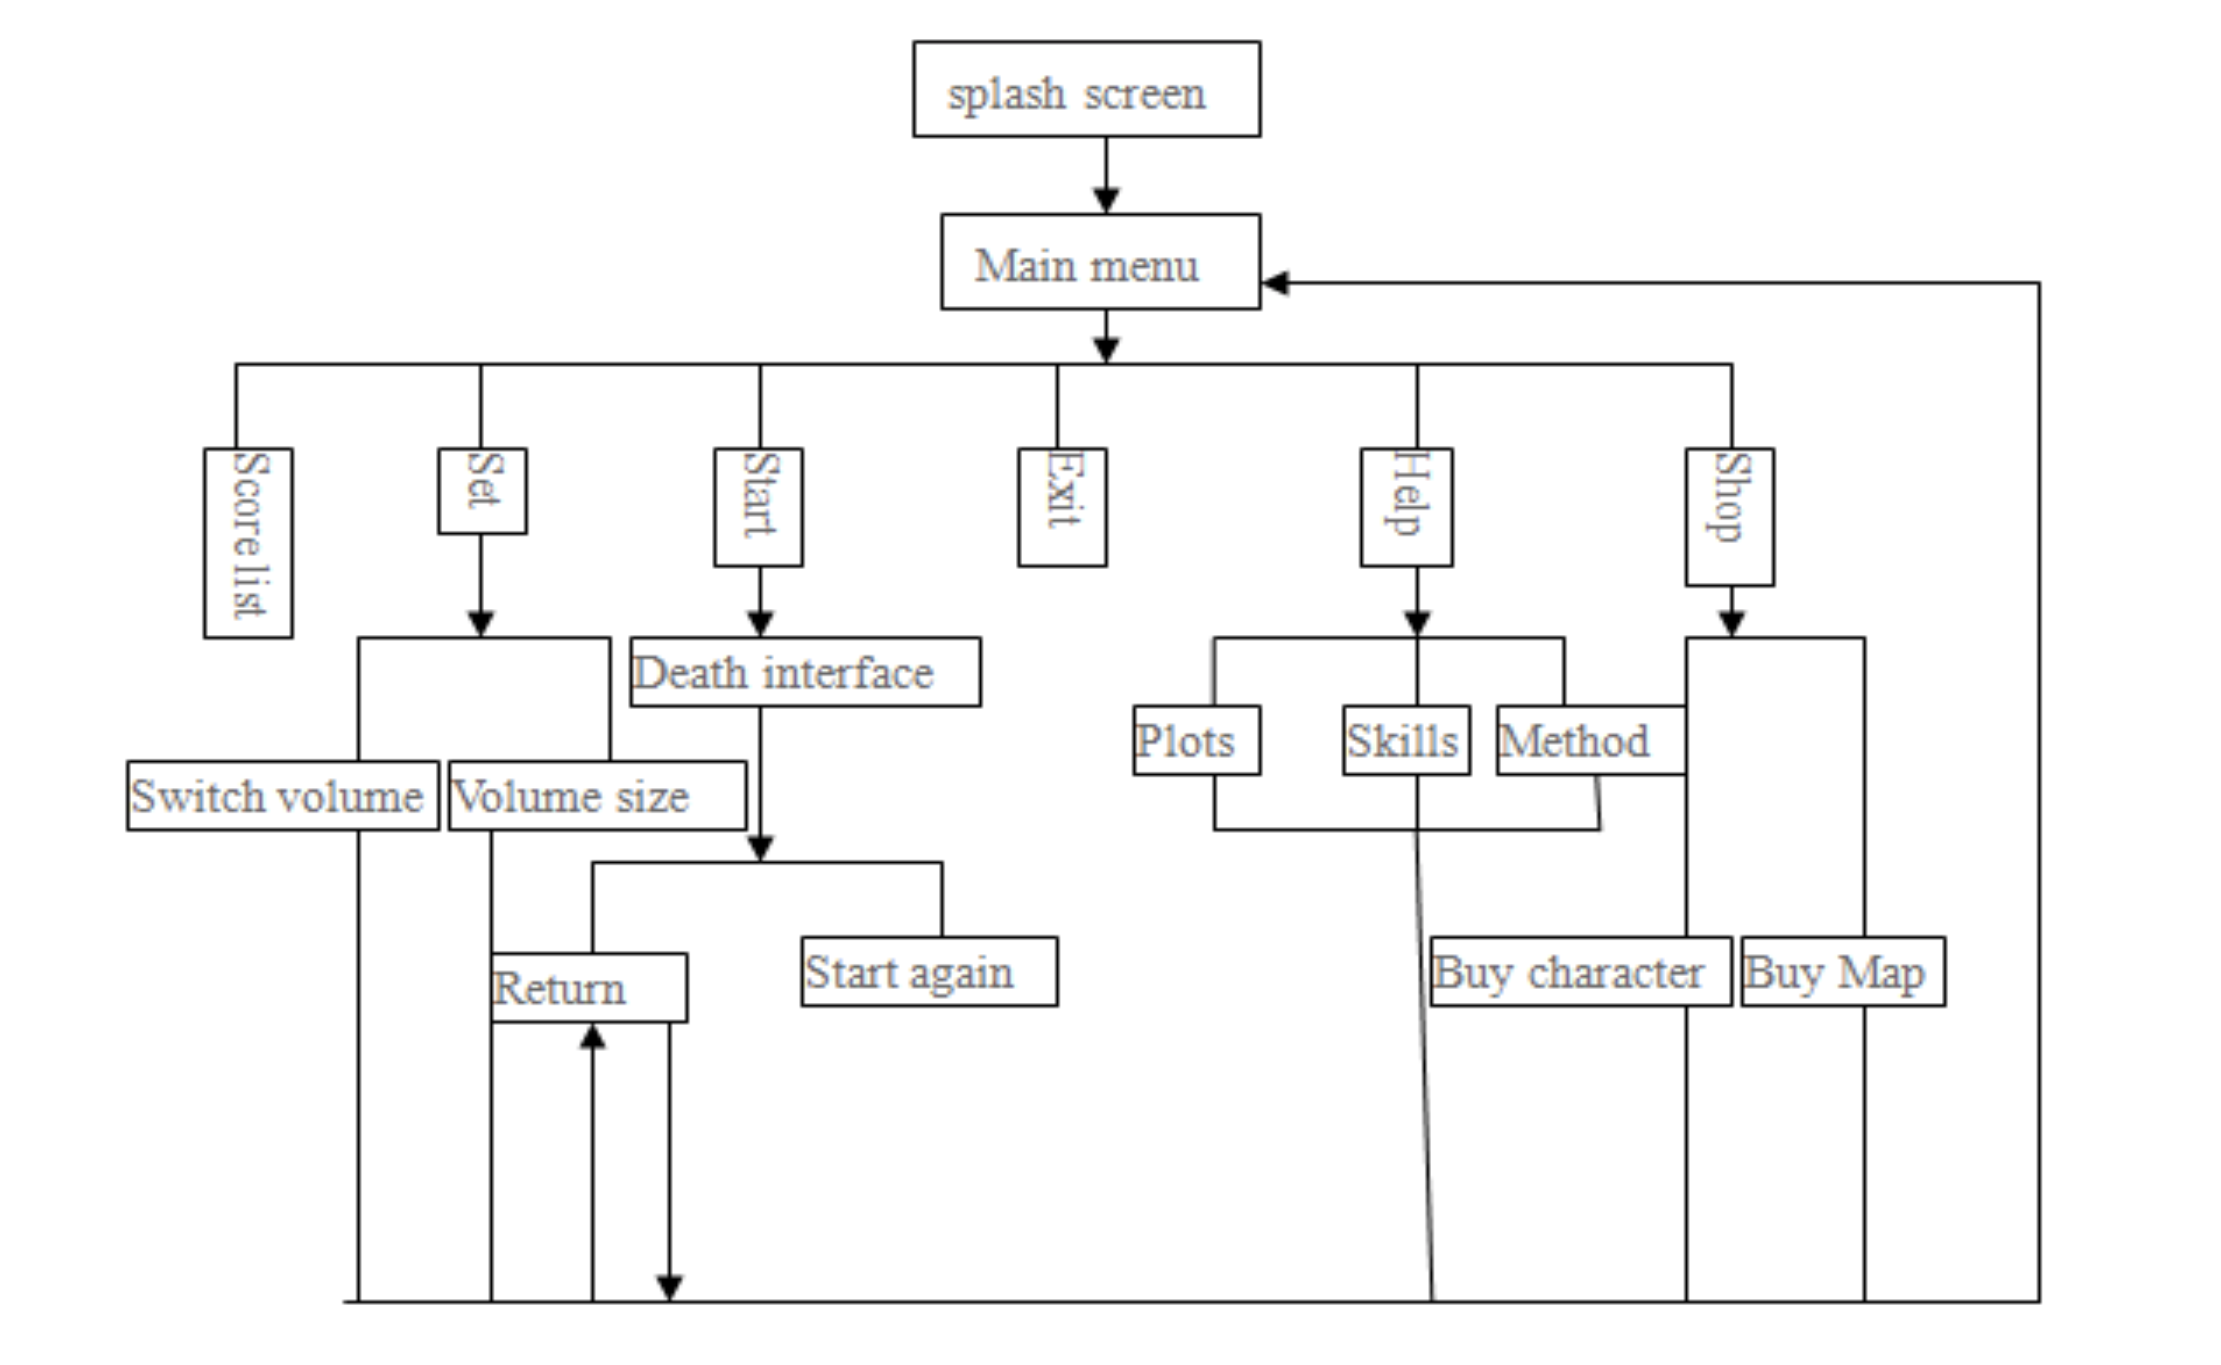 splash screen
Main menu
Score list
Set
Start
Exit
Help
Shop
Death interface
Plots
Skills
Method
Switch volume
Volume size
Return
Start again
Buy character
Buy Map